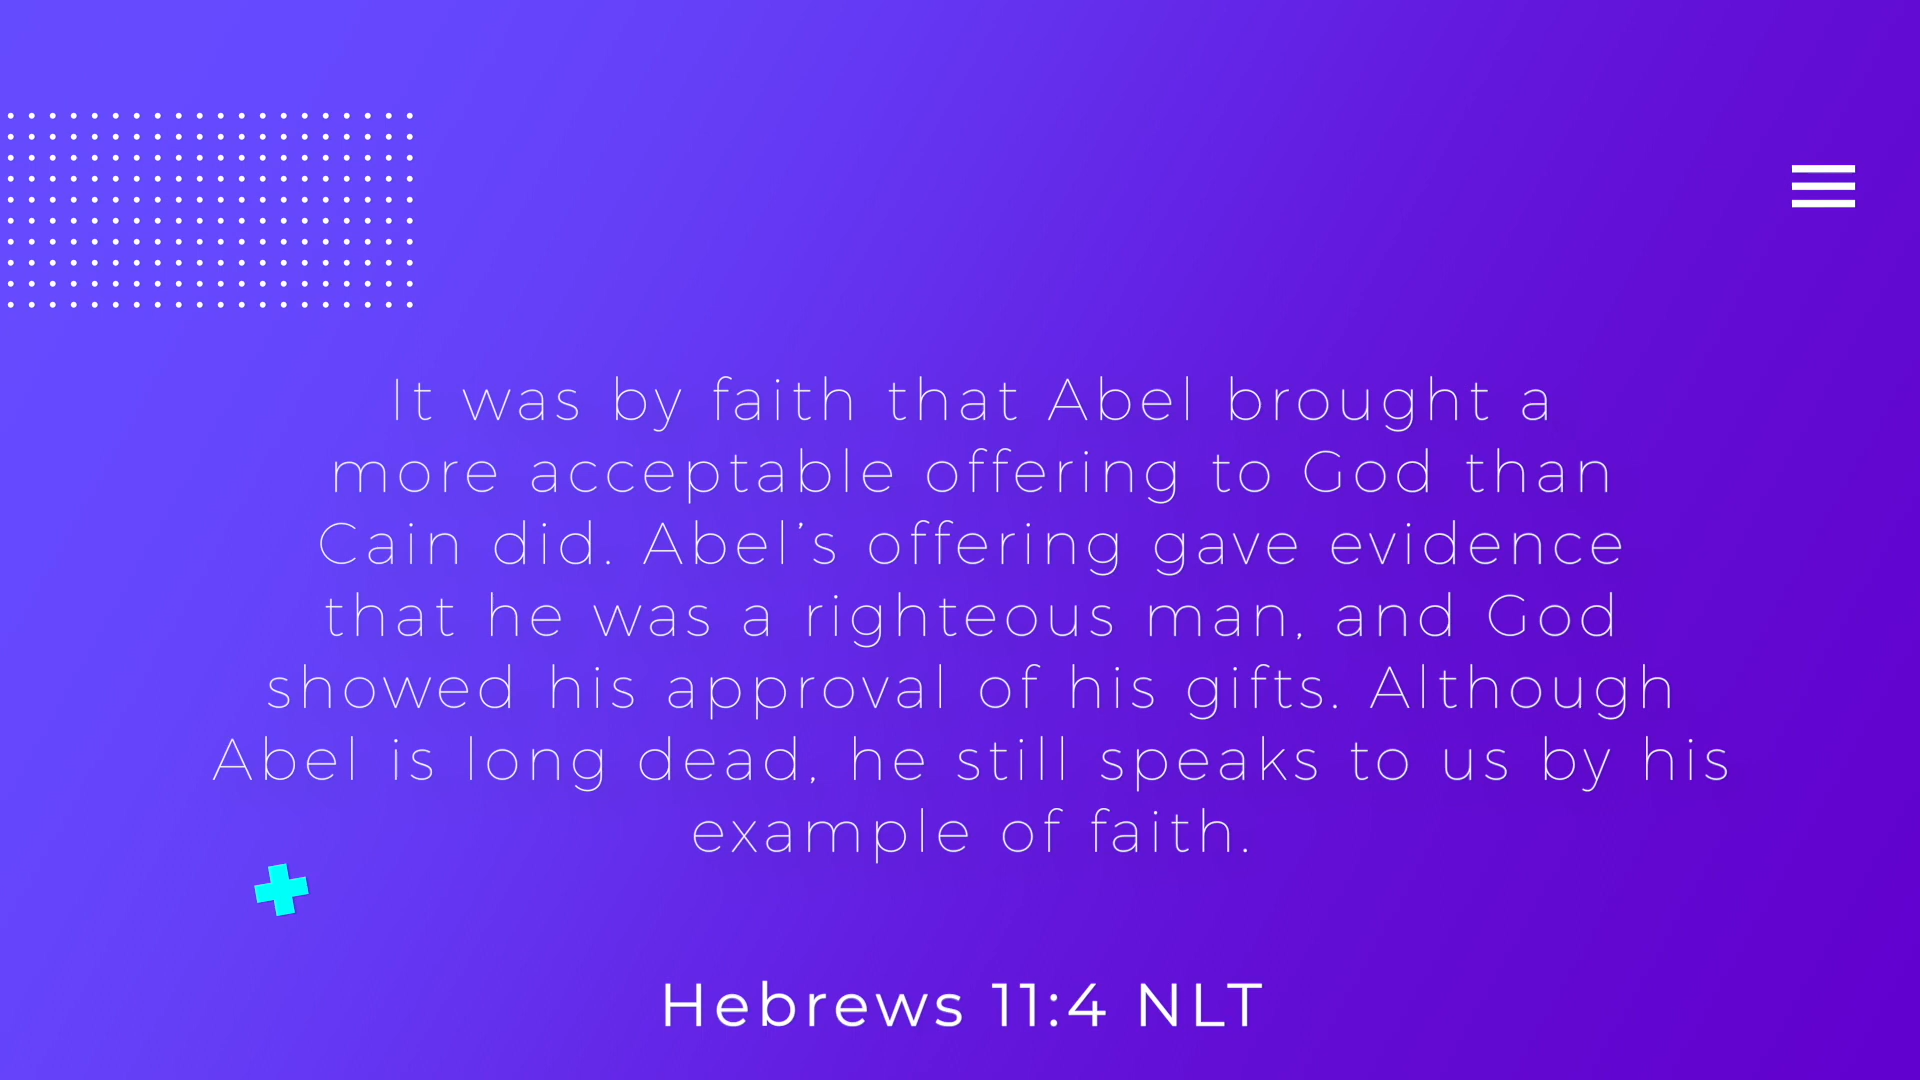 It was by faith that Abel brought a
more acceptable offering to God than
Cain did. Abel’s offering gave evidence
that he was a righteous man, and God
showed his approval of his gifts. Although
Abel is long dead, he still speaks to us by his
example of faith.
Hebrews 11:4 NLT